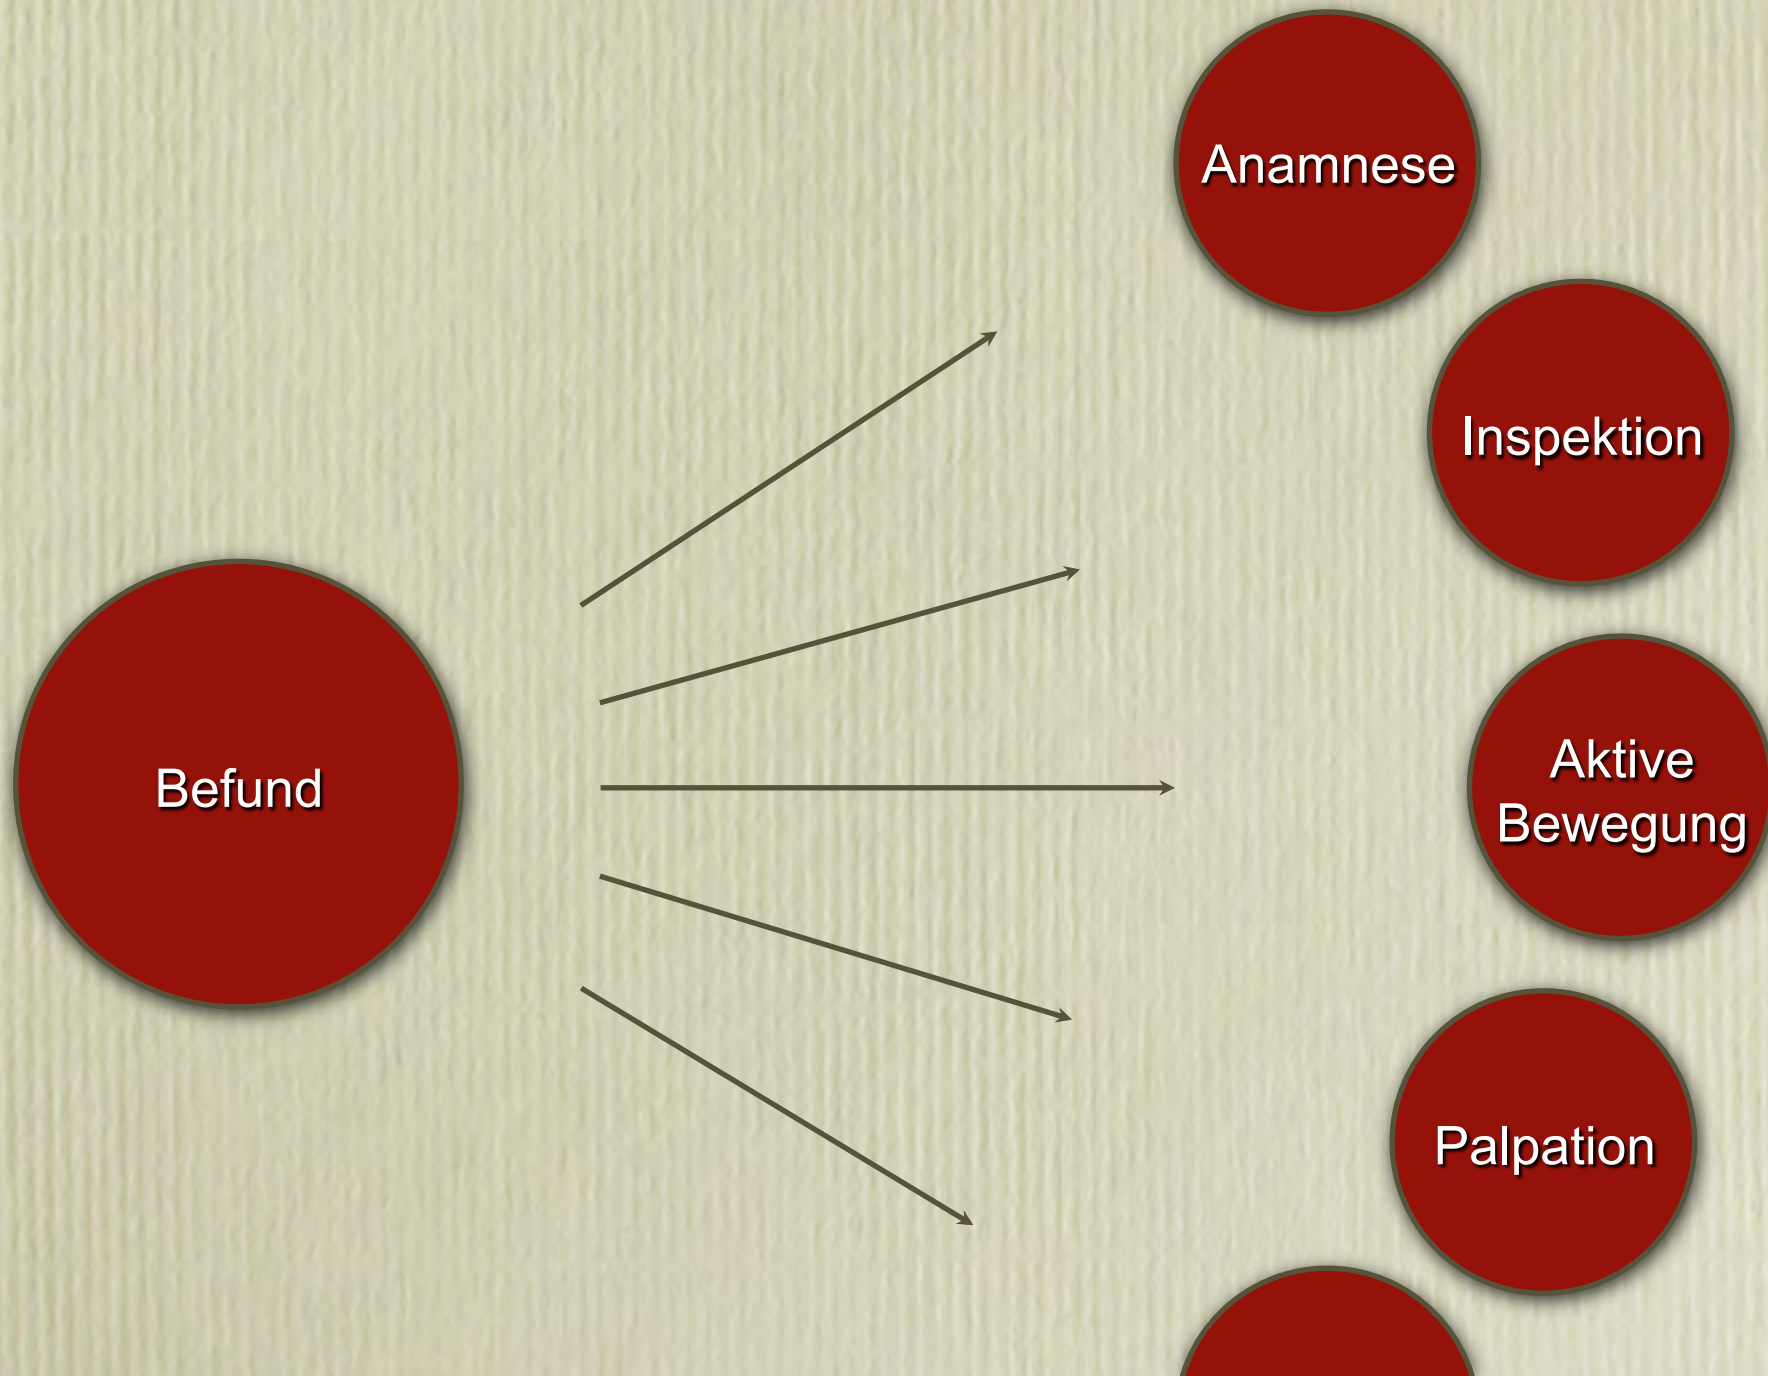 Anamnese
Inspektion
Befund
Aktive
Bewegung
Palpation